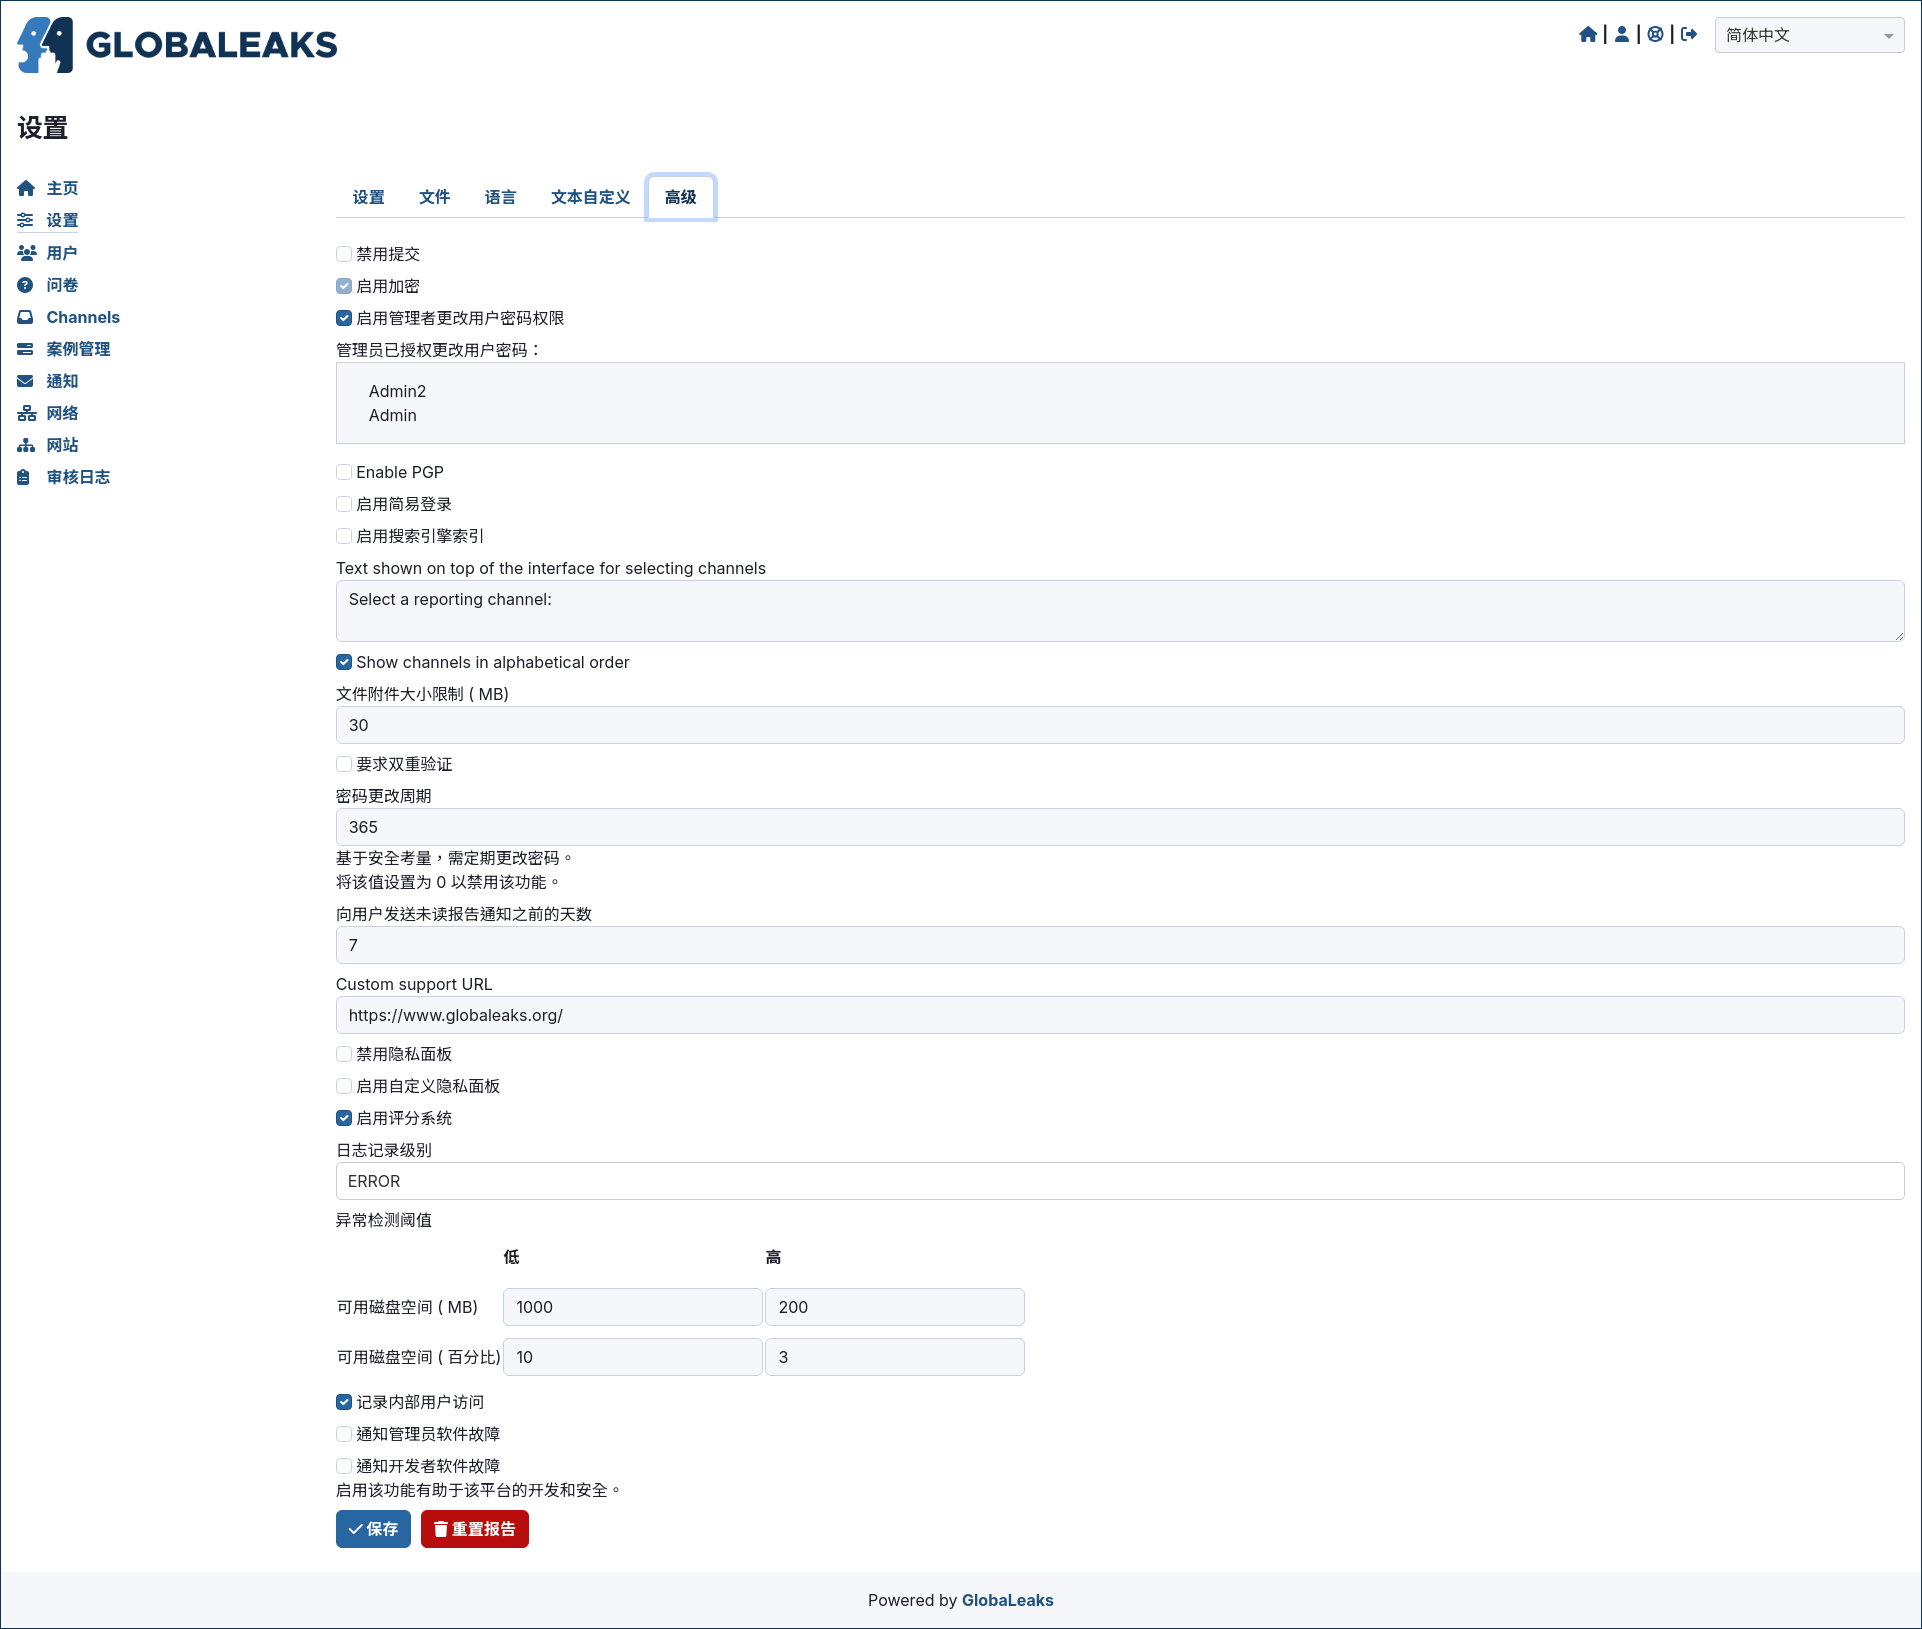 GLOBALEAKS
简体中文
设置
主页
设置
用户
问卷
Channels
案例管理
通知
网络
网站
审核日志
设置 文件 语言 文本自定义 高级
禁用提交
启用加密
启用管理者更改用户密码权限
管理员已授权更改用户密码：
Admin2
Admin
Enable PGP
启用简易登录
启用搜索引擎索引
Text shown on top of the interface for selecting channels
Select a reporting channel:
Show channels in alphabetical order
文件附件大小限制 ( MB)
30
要求双重验证
密码更改周期
365
基于安全考量，需定期更改密码。
将该值设置为 0 以禁用该功能。
向用户发送未读报告通知之前的天数
7
Custom support URL
https://www.globaleaks.org/
禁用隐私面板
启用自定义隐私面板
启用评分系统
日志记录级别
ERROR
异常检测阈值
低 高
可用磁盘空间 ( MB) 1000 200
可用磁盘空间 ( 百分比) 10 3
记录内部用户访问
通知管理员软件故障
通知开发者软件故障
启用该功能有助于该平台的开发和安全。
保存 重置报告
Powered by GlobaLeaks